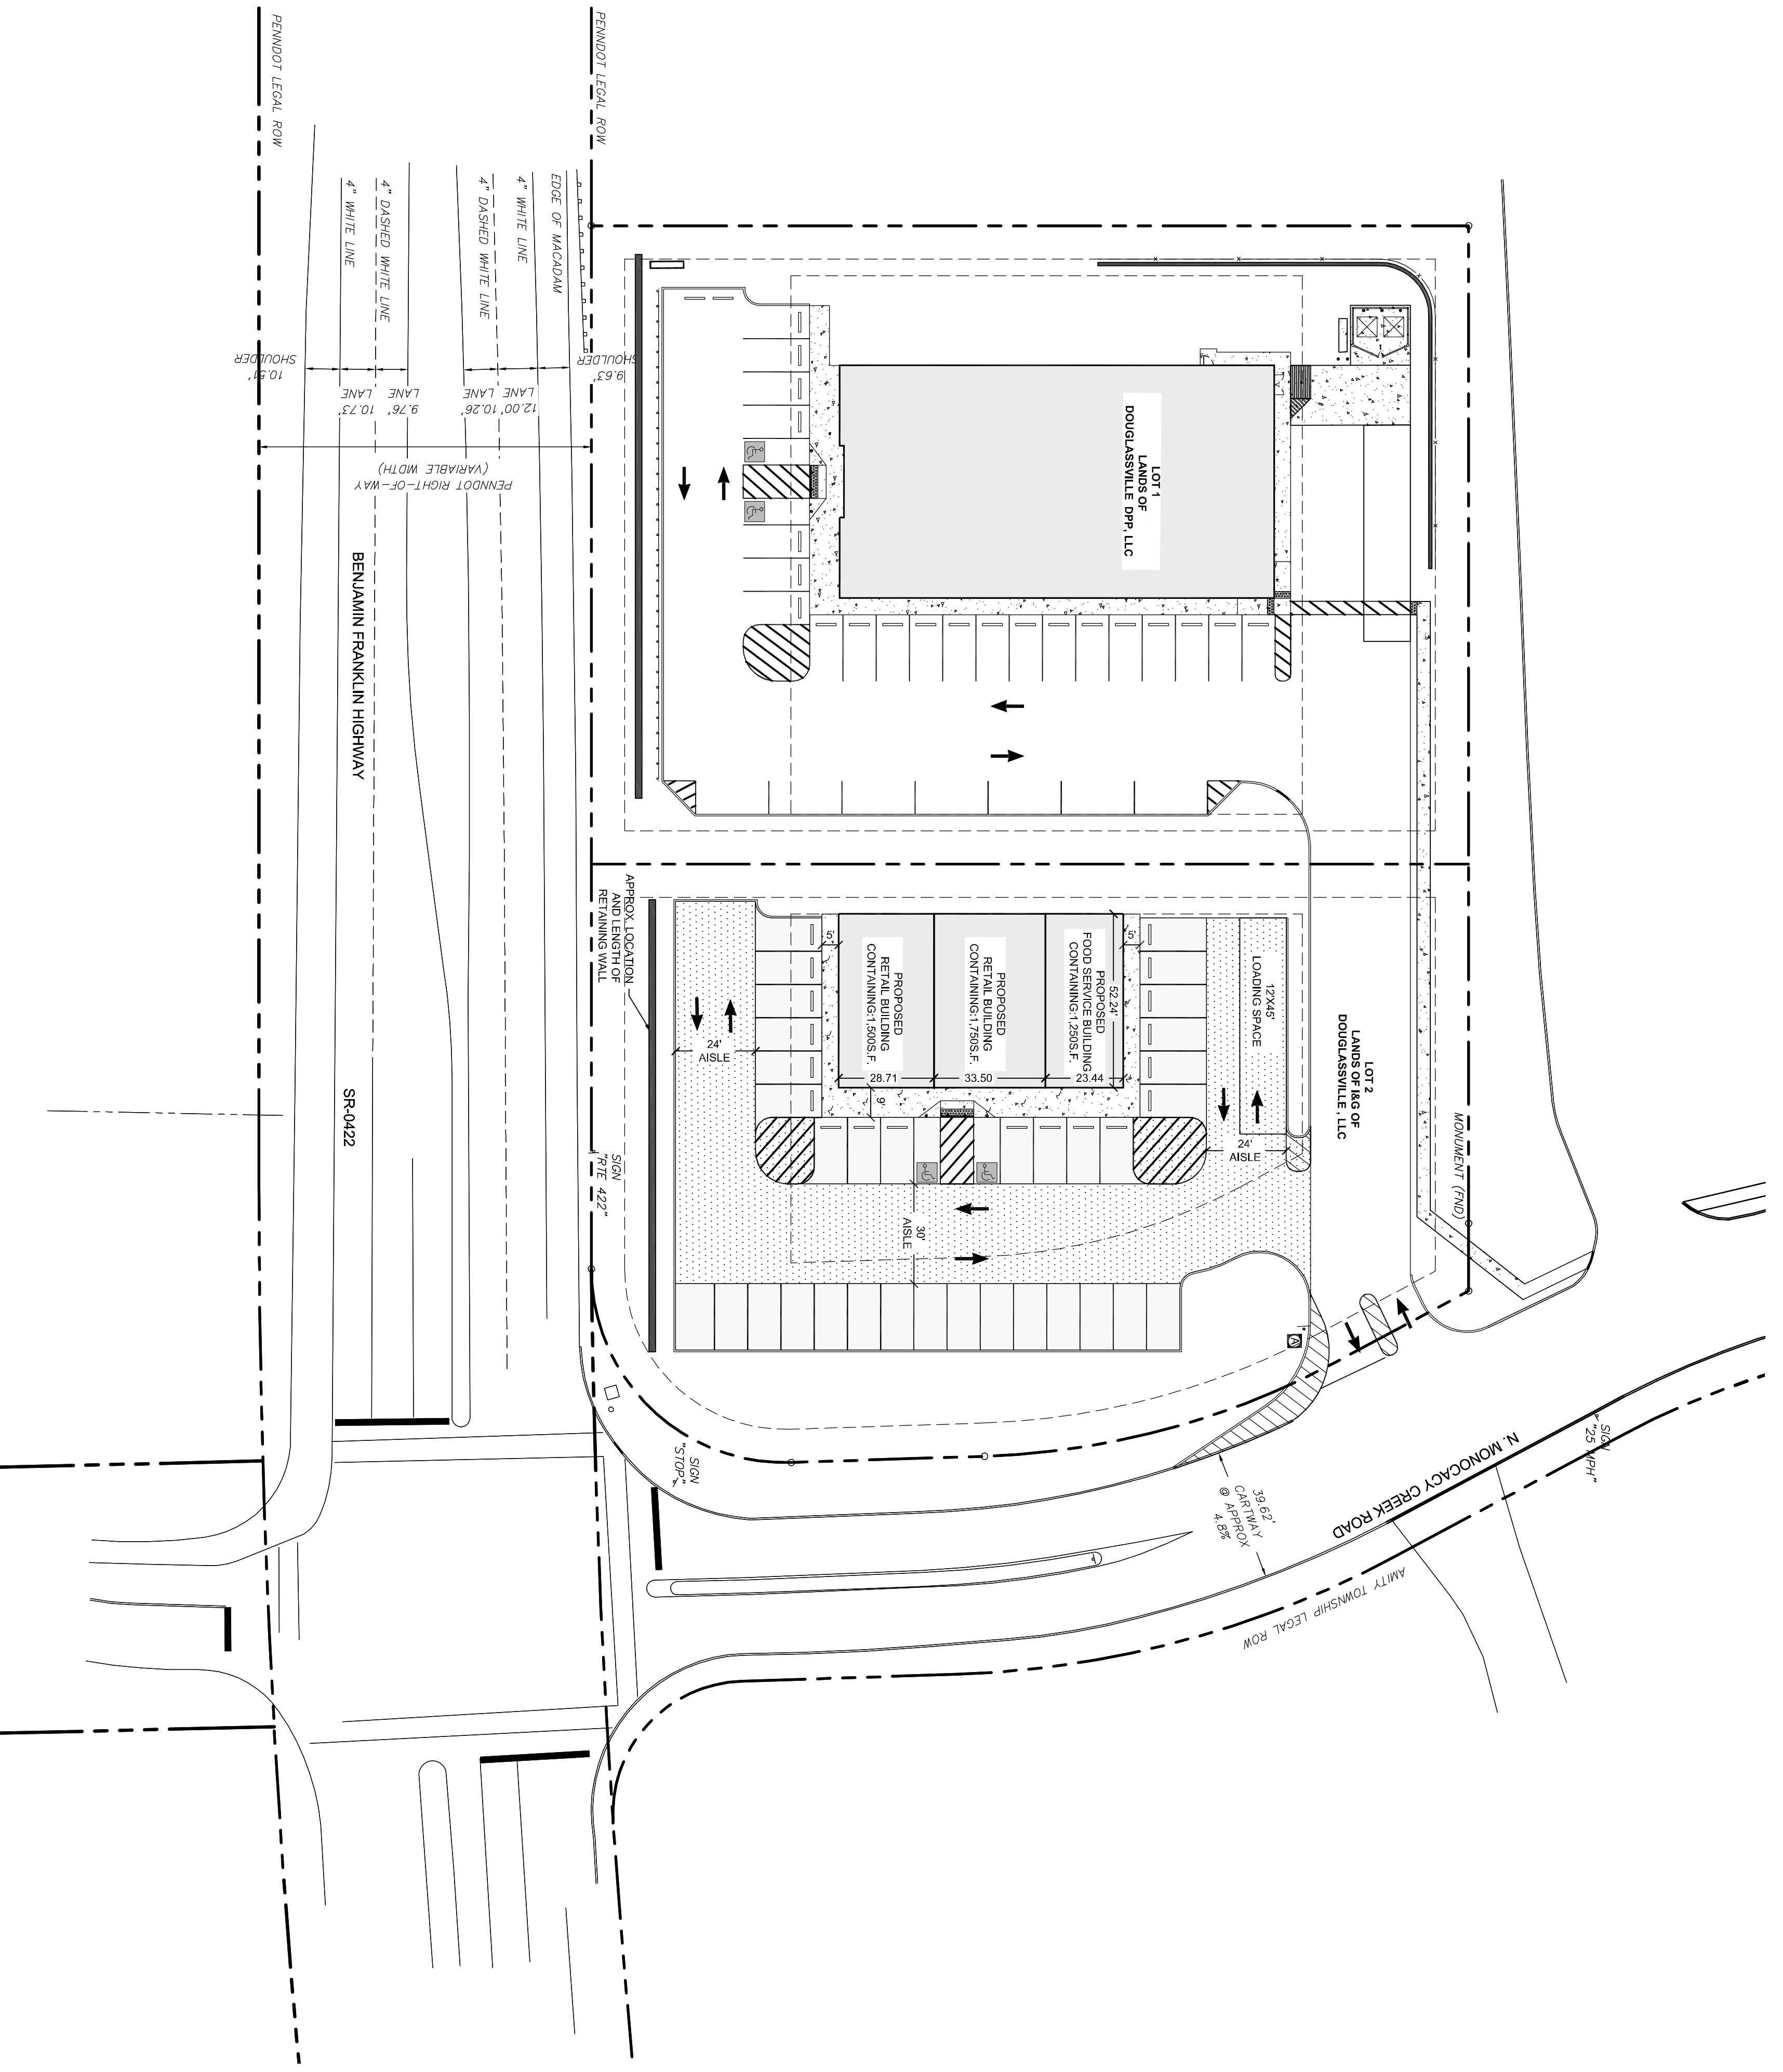 PENNDOT LEGAL ROW
PENNDOT LEGAL ROW
4" WHITE LINE
4" DASHED WHITE LINE
4" DASHED WHITE LINE
4" WHITE LINE
EDGE OF MACADAM
10.51'
SHOULDER
10.73'
LANE
9.76'
LANE
10.26'
LANE
12.00'
LANE
9.63'
SHOULDER
PENNDOT RIGHT-OF-WAY
(VARIABLE WIDTH)
BENJAMIN FRANKLIN HIGHWAY
SR-0422
LOT 1
LANDS OF
DOUGLASSVILLE DPP, LLC
APPROX. LOCATION
AND LENGTH OF
RETAINING WALL
PROPOSED
RETAIL BUILDING
CONTAINING:1,500S.F.
PROPOSED
RETAIL BUILDING
CONTAINING:1,750S.F.
PROPOSED
FOOD SERVICE BUILDING
CONTAINING:1,250S.F.
52.24'
5'
5'
28.71
33.50
23.44
9'
24'
AISLE
12'X45'
LOADING SPACE
24'
AISLE
30'
AISLE
LOT 2
LANDS OF I&G OF
DOUGLASSVILLE , LLC
MONUMENT (FND)
SIGN
"RTE 422"
SIGN
"STOP"
A
39.62'
CARTWAY
@ APPROX
4.8%
SIGN
"25 MPH"
N. MONOCACY CREEK ROAD
AMITY TOWNSHIP LEGAL ROW